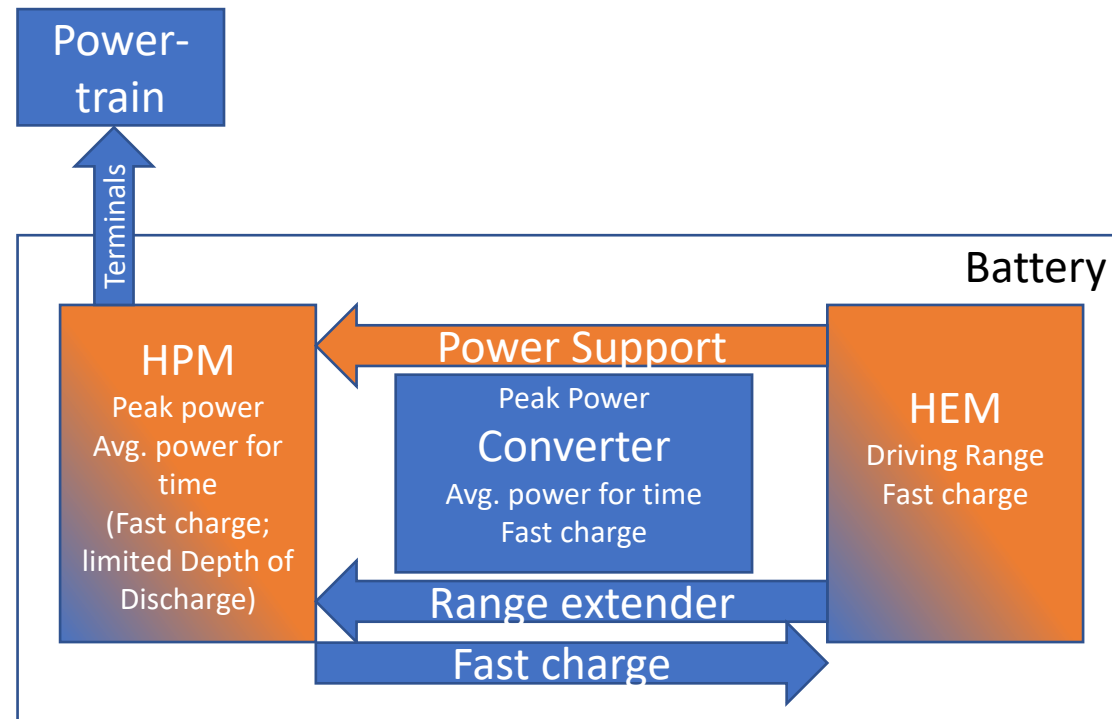 Power-
train
Terminals
Battery
HPM
Peak power
Avg. power for
time
(Fast charge;
limited Depth of
Discharge)
Power Support
Peak Power
Converter
Avg. power for time
Fast charge
HEM
Driving Range
Fast charge
Range extender
Fast charge